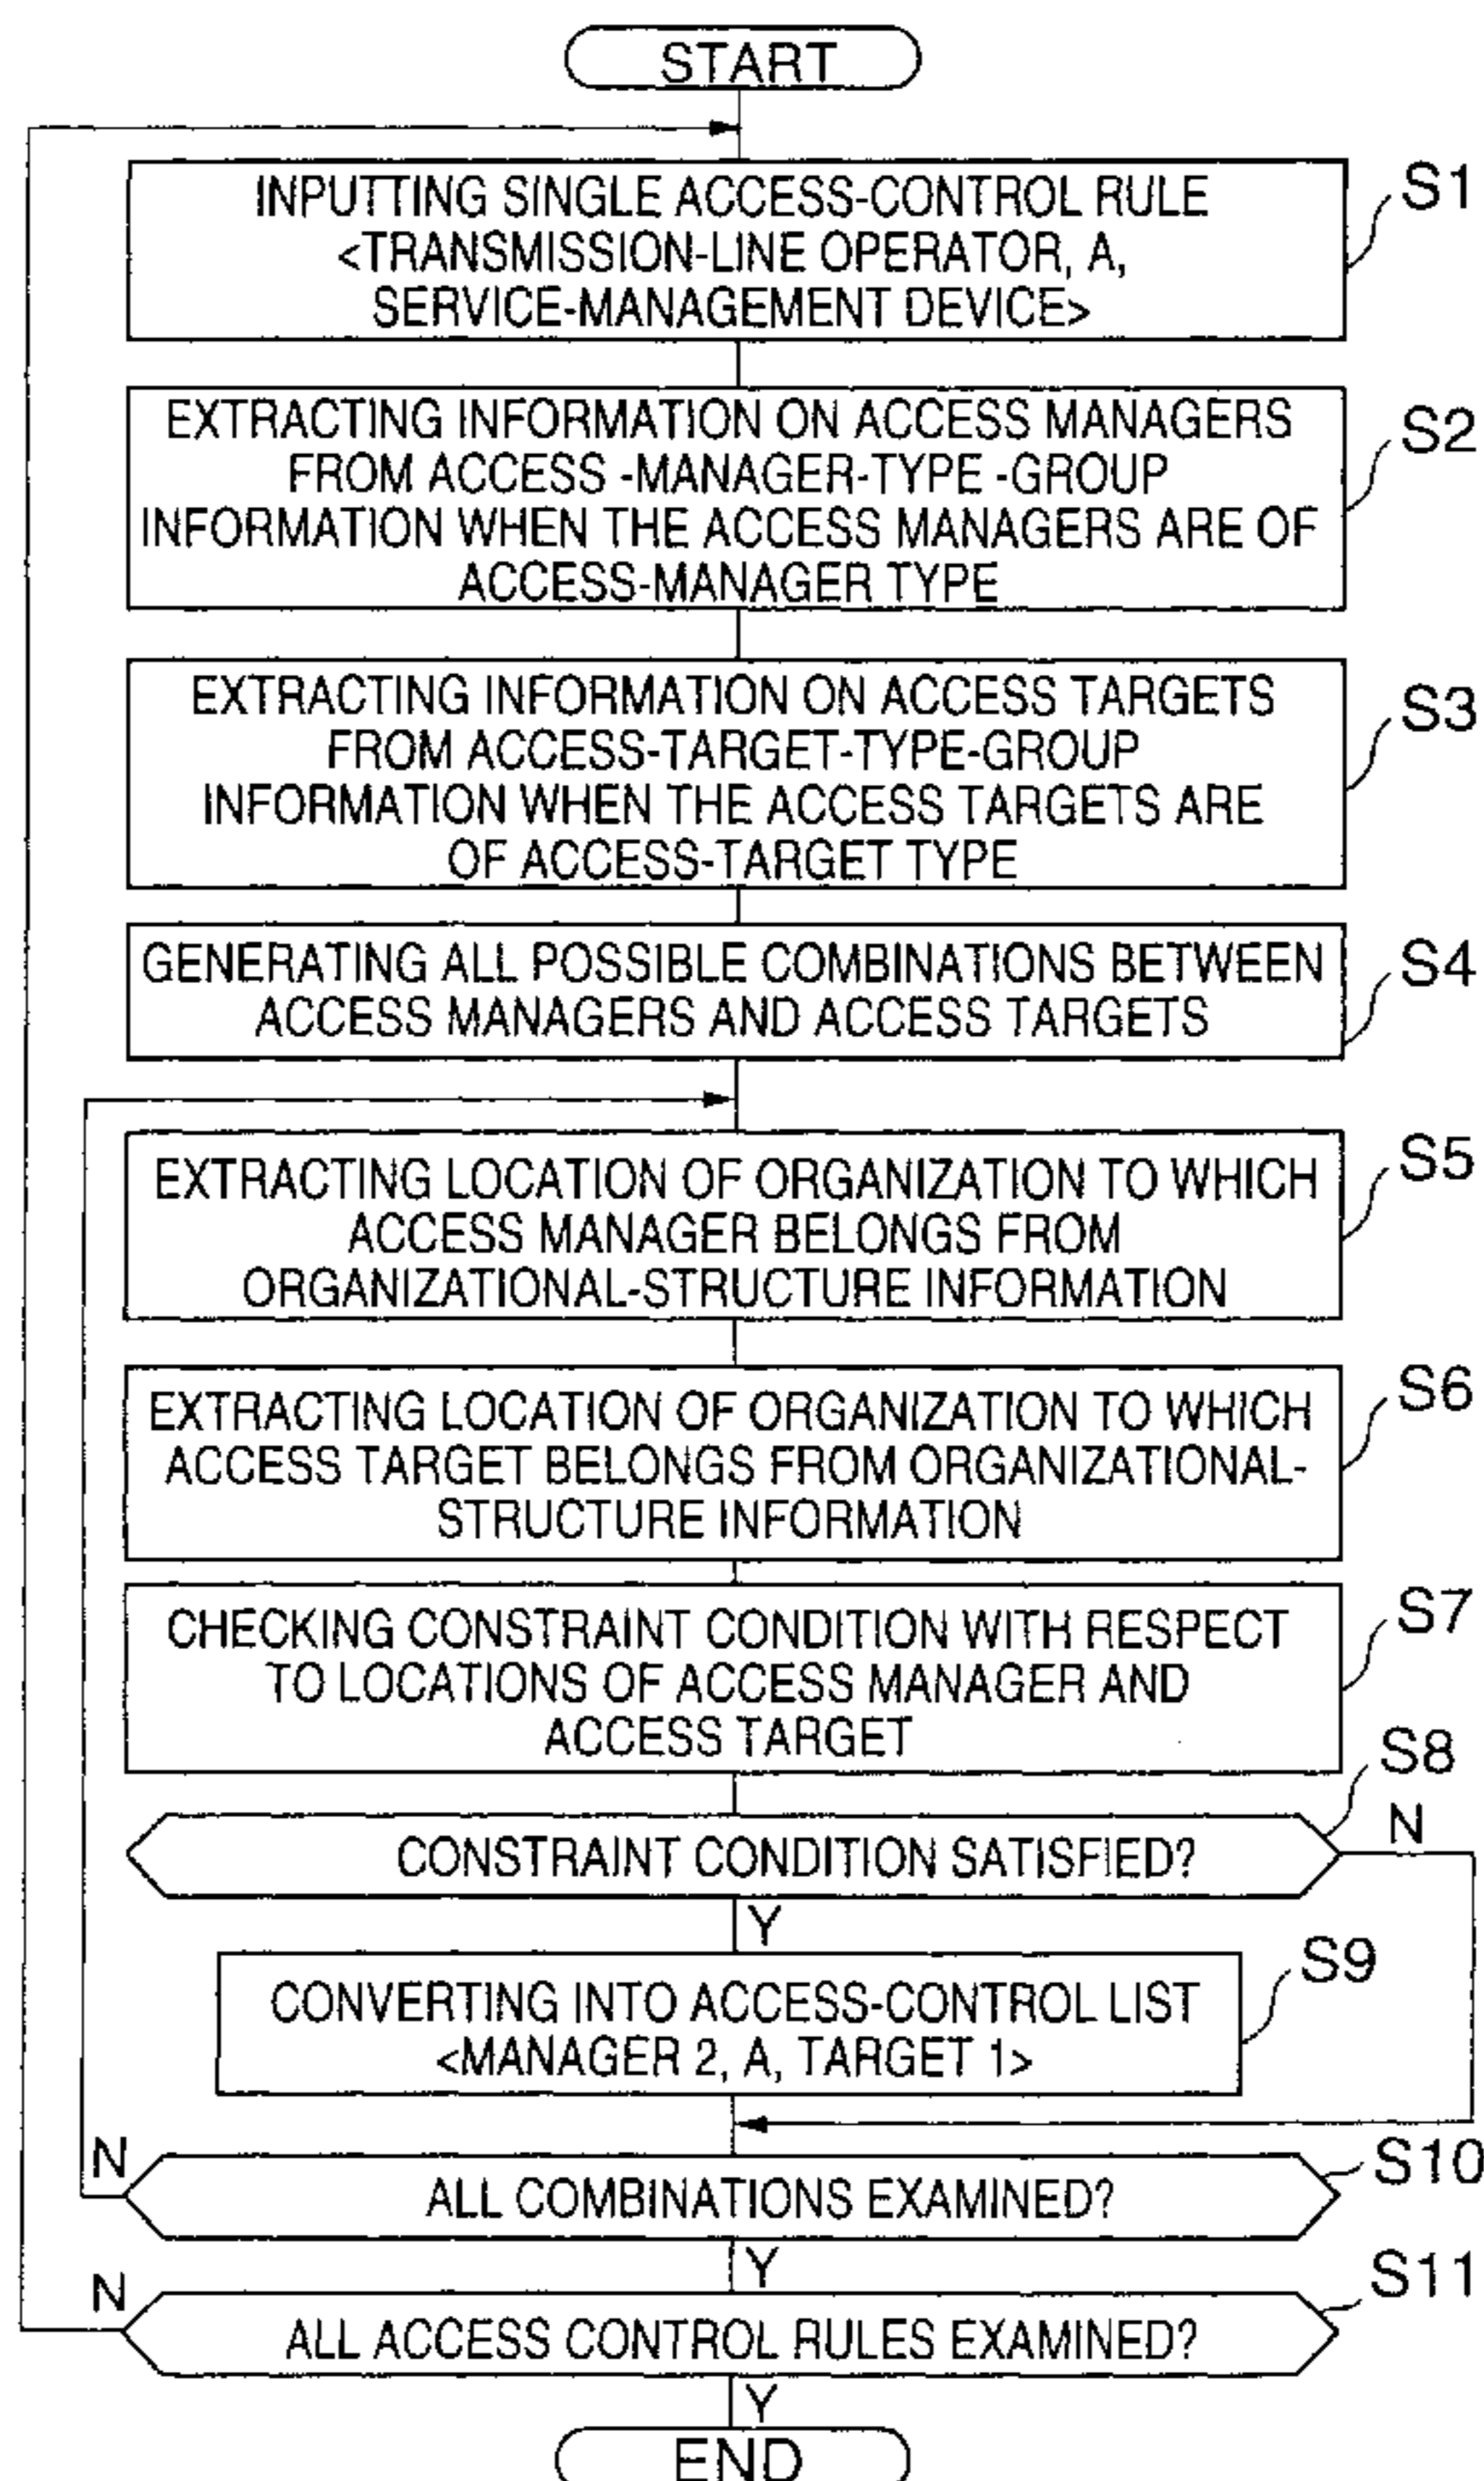 START
INPUTTING SINGLE ACCESS-CONTROL RULE
<TRANSMISSION-LINE OPERATOR, A,
SERVICE-MANAGEMENT DEVICE>
S1
EXTRACTING INFORMATION ON ACCESS MANAGERS
FROM ACCESS -MANAGER-TYPE -GROUP
INFORMATION WHEN THE ACCESS MANAGERS ARE OF
ACCESS-MANAGER TYPE
S2
EXTRACTING INFORMATION ON ACCESS TARGETS
FROM ACCESS-TARGET-TYPE-GROUP
INFORMATION WHEN THE ACCESS TARGETS ARE
OF ACCESS-TARGET TYPE
S3
GENERATING ALL POSSIBLE COMBINATIONS BETWEEN
ACCESS MANAGERS AND ACCESS TARGETS
S4
EXTRACTING LOCATION OF ORGANIZATION TO WHICH
ACCESS MANAGER BELONGS FROM
ORGANIZATIONAL-STRUCTURE INFORMATION
S5
EXTRACTING LOCATION OF ORGANIZATION TO WHICH
ACCESS TARGET BELONGS FROM ORGANIZATIONAL-
STRUCTURE INFORMATION
S6
CHECKING CONSTRAINT CONDITION WITH RESPECT
TO LOCATIONS OF ACCESS MANAGER AND
ACCESS TARGET
S7
CONSTRAINT CONDITION SATISFIED?
S8
N
Y
CONVERTING INTO ACCESS-CONTROL LIST
<MANAGER 2, A, TARGET 1>
S9
N
ALL COMBINATIONS EXAMINED?
S10
Y
N
ALL ACCESS CONTROL RULES EXAMINED?
S11
Y
END